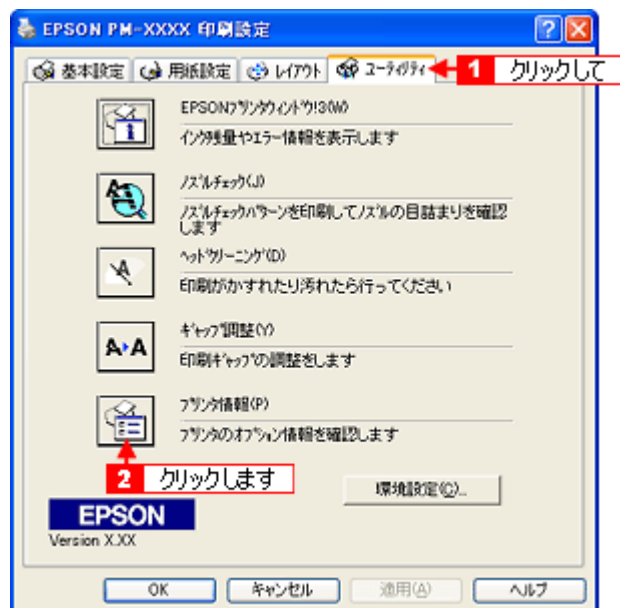 EPSON PM-XXXX 印刷設定
基本設定 用紙設定 レイアウト ユーティリティ 1 クリックして
EPSONプリンタウィンドウ!3(W)
インク残量やエラー情報を表示します
ノズルチェック(J)
ノズルチェックパターンを印刷してノズルの目詰まりを確認
します
ヘッドクリーニング(D)
印刷がかすれたり汚れたら行ってください
ギャップ調整(Y)
印刷ギャップの調整をします
プリンタ情報(P)
プリンタのオプション情報を確認します
2 クリックします
環境設定(C)...
EPSON
Version X.XX
OK キャンセル 適用(A) ヘルプ